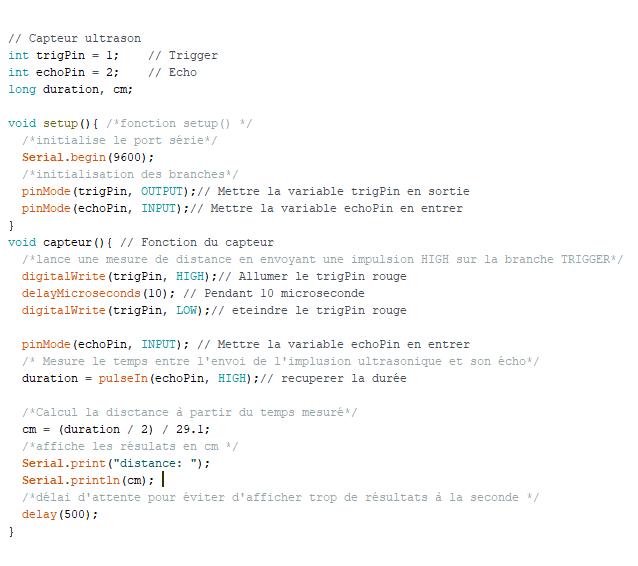 // Capteur ultrason
int trigPin = 1;    // Trigger
int echoPin = 2;    // Echo
long duration, cm;

void setup(){ /*fonction setup() */
  /*initialise le port série*/
  Serial.begin(9600);
  /*initialisation des branches*/
  pinMode(trigPin, OUTPUT);// Mettre la variable trigPin en sortie
  pinMode(echoPin, INPUT);// Mettre la variable echoPin en entrer
}
void capteur(){ // Fonction du capteur
  /*lance une mesure de distance en envoyant une impulsion HIGH sur la branche TRIGGER*/
  digitalWrite(trigPin, HIGH);// Allumer le trigPin rouge
  delayMicroseconds(10); // Pendant 10 microseconde
  digitalWrite(trigPin, LOW);// eteindre le trigPin rouge

  pinMode(echoPin, INPUT); // Mettre la variable echoPin en entrer
  /* Mesure le temps entre l'envoi de l'implusion ultrasonique et son écho*/
  duration = pulseIn(echoPin, HIGH);// recuperer la durée

  /*Calcul la disctance à partir du temps mesuré*/
  cm = (duration / 2) / 29.1;
  /*affiche les résulats en cm */
  Serial.print("distance: ");
  Serial.println(cm);
  /*délai d'attente pour éviter d'afficher trop de résultats à la seconde */
  delay(500);
}